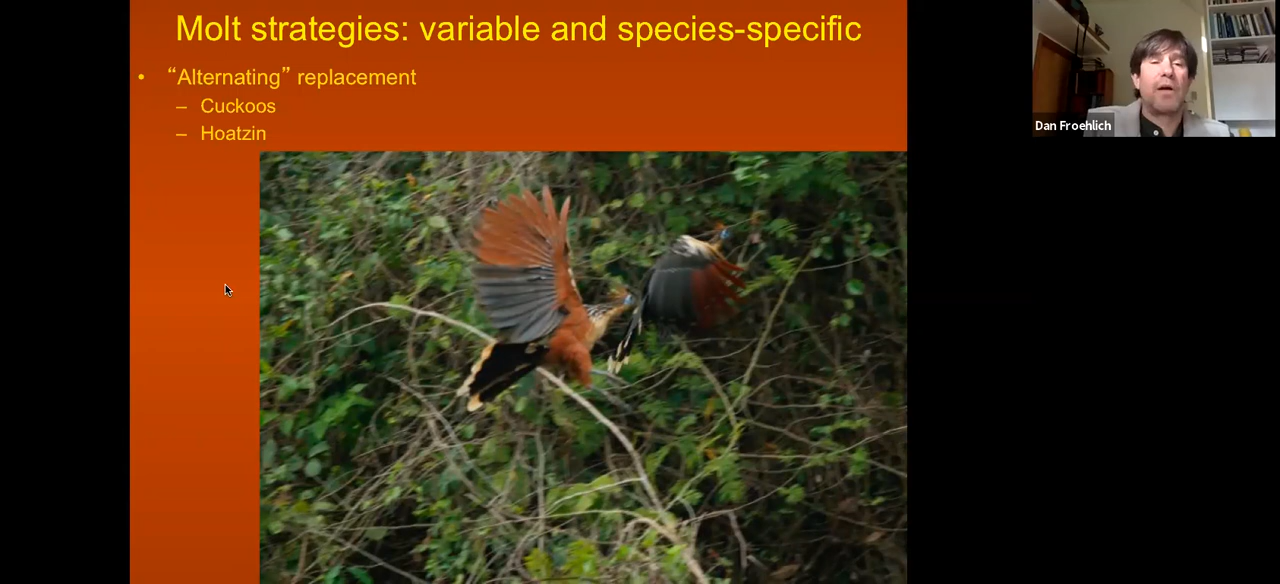 Molt strategies: variable and species-specific
• “Alternating” replacement
– Cuckoos
– Hoatzin
Dan Froehlich